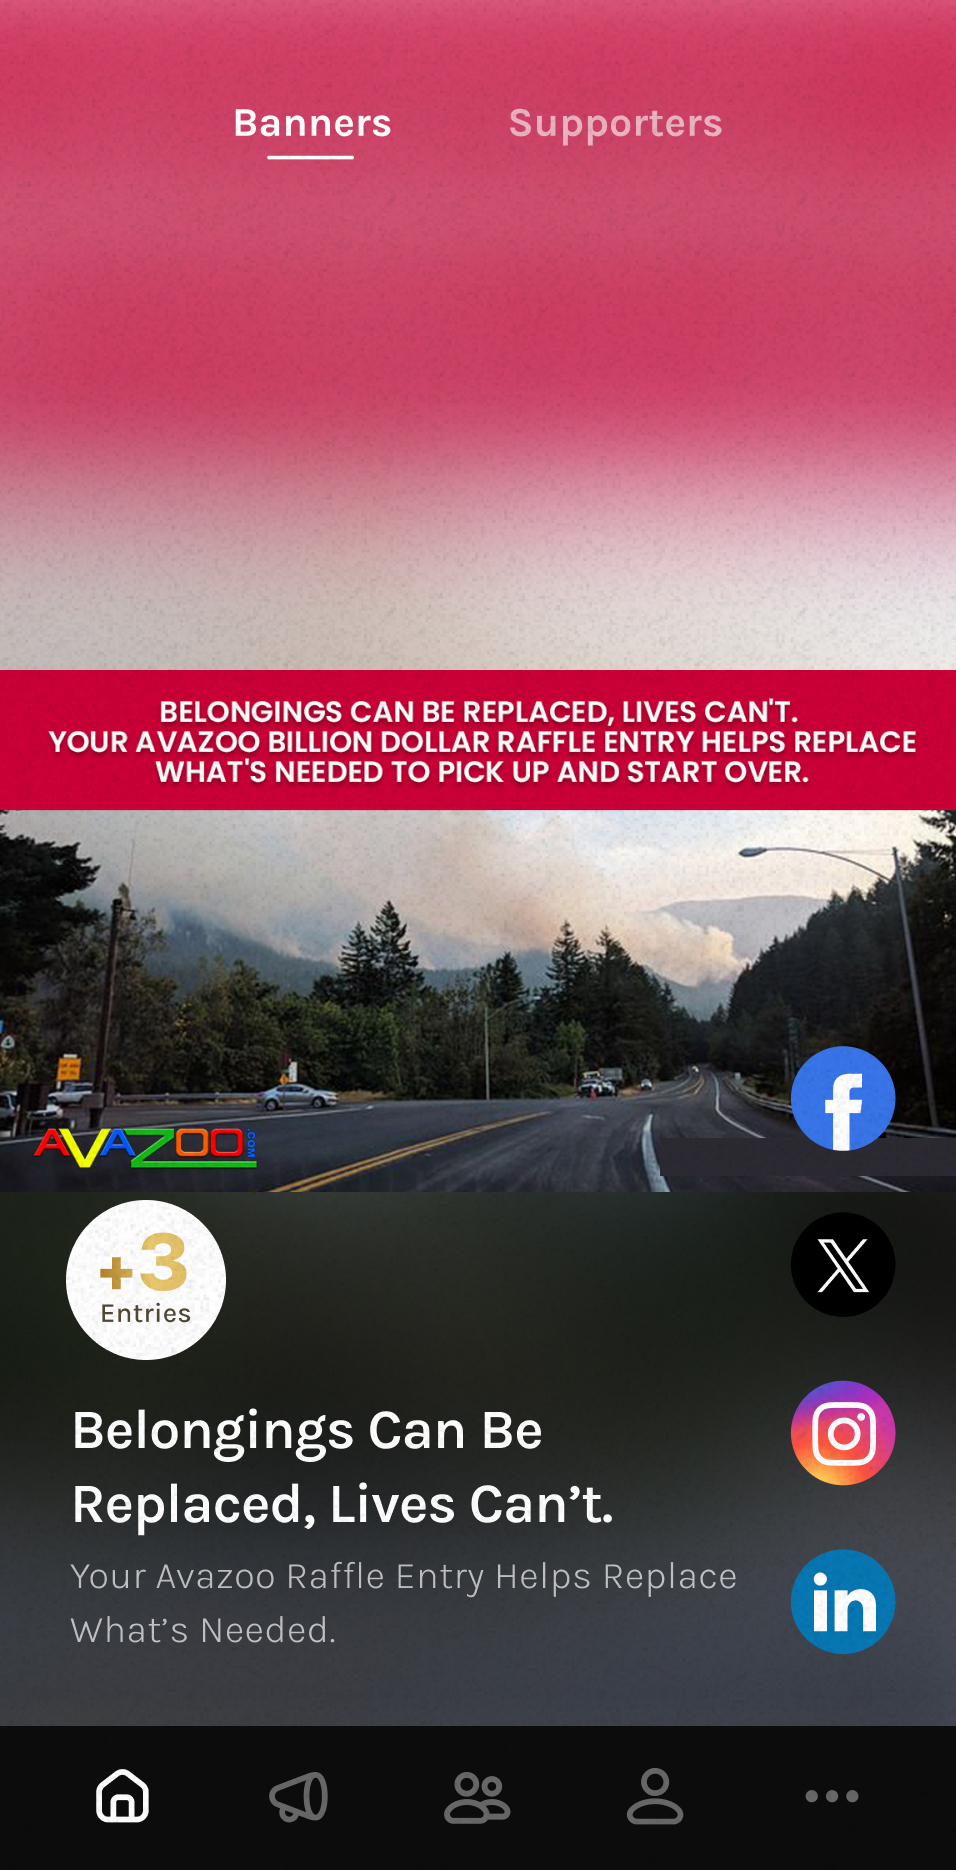 Banners
Supporters
BELONGINGS CAN BE REPLACED, LIVES CAN'T.
YOUR AVAZOO BILLION DOLLAR RAFFLE ENTRY HELPS REPLACE
WHAT'S NEEDED TO PICK UP AND START OVER.
AVAZOO.COM
+3
Entries
Belongings Can Be
Replaced, Lives Can’t.
Your Avazoo Raffle Entry Helps Replace
What’s Needed.